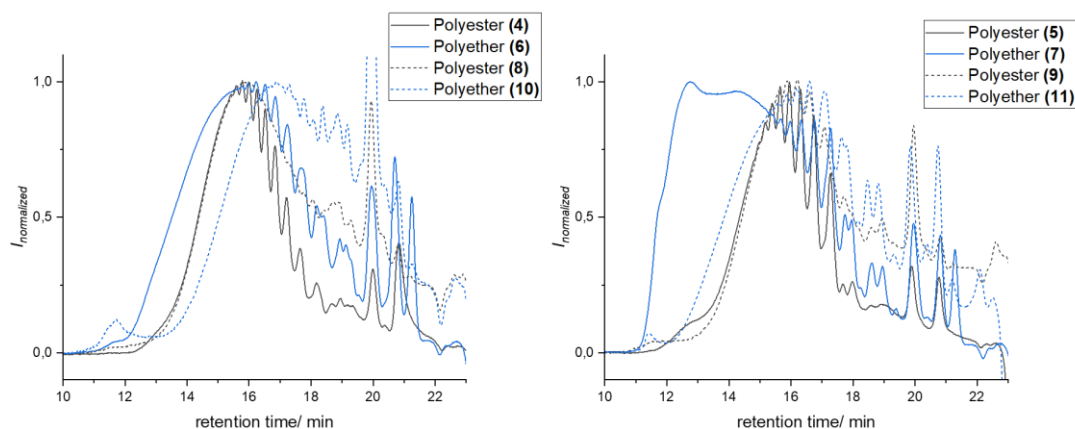 Polyester (4)
Polyether (6)
Polyester (8)
Polyether (10)
1,0
0,5
0,0
I normalized
10 12 14 16 18 20 22
retention time/ min
Polyester (5)
Polyether (7)
Polyester (9)
Polyether (11)
1,0
0,5
0,0
I normalized
10 12 14 16 18 20 22
retention time/ min